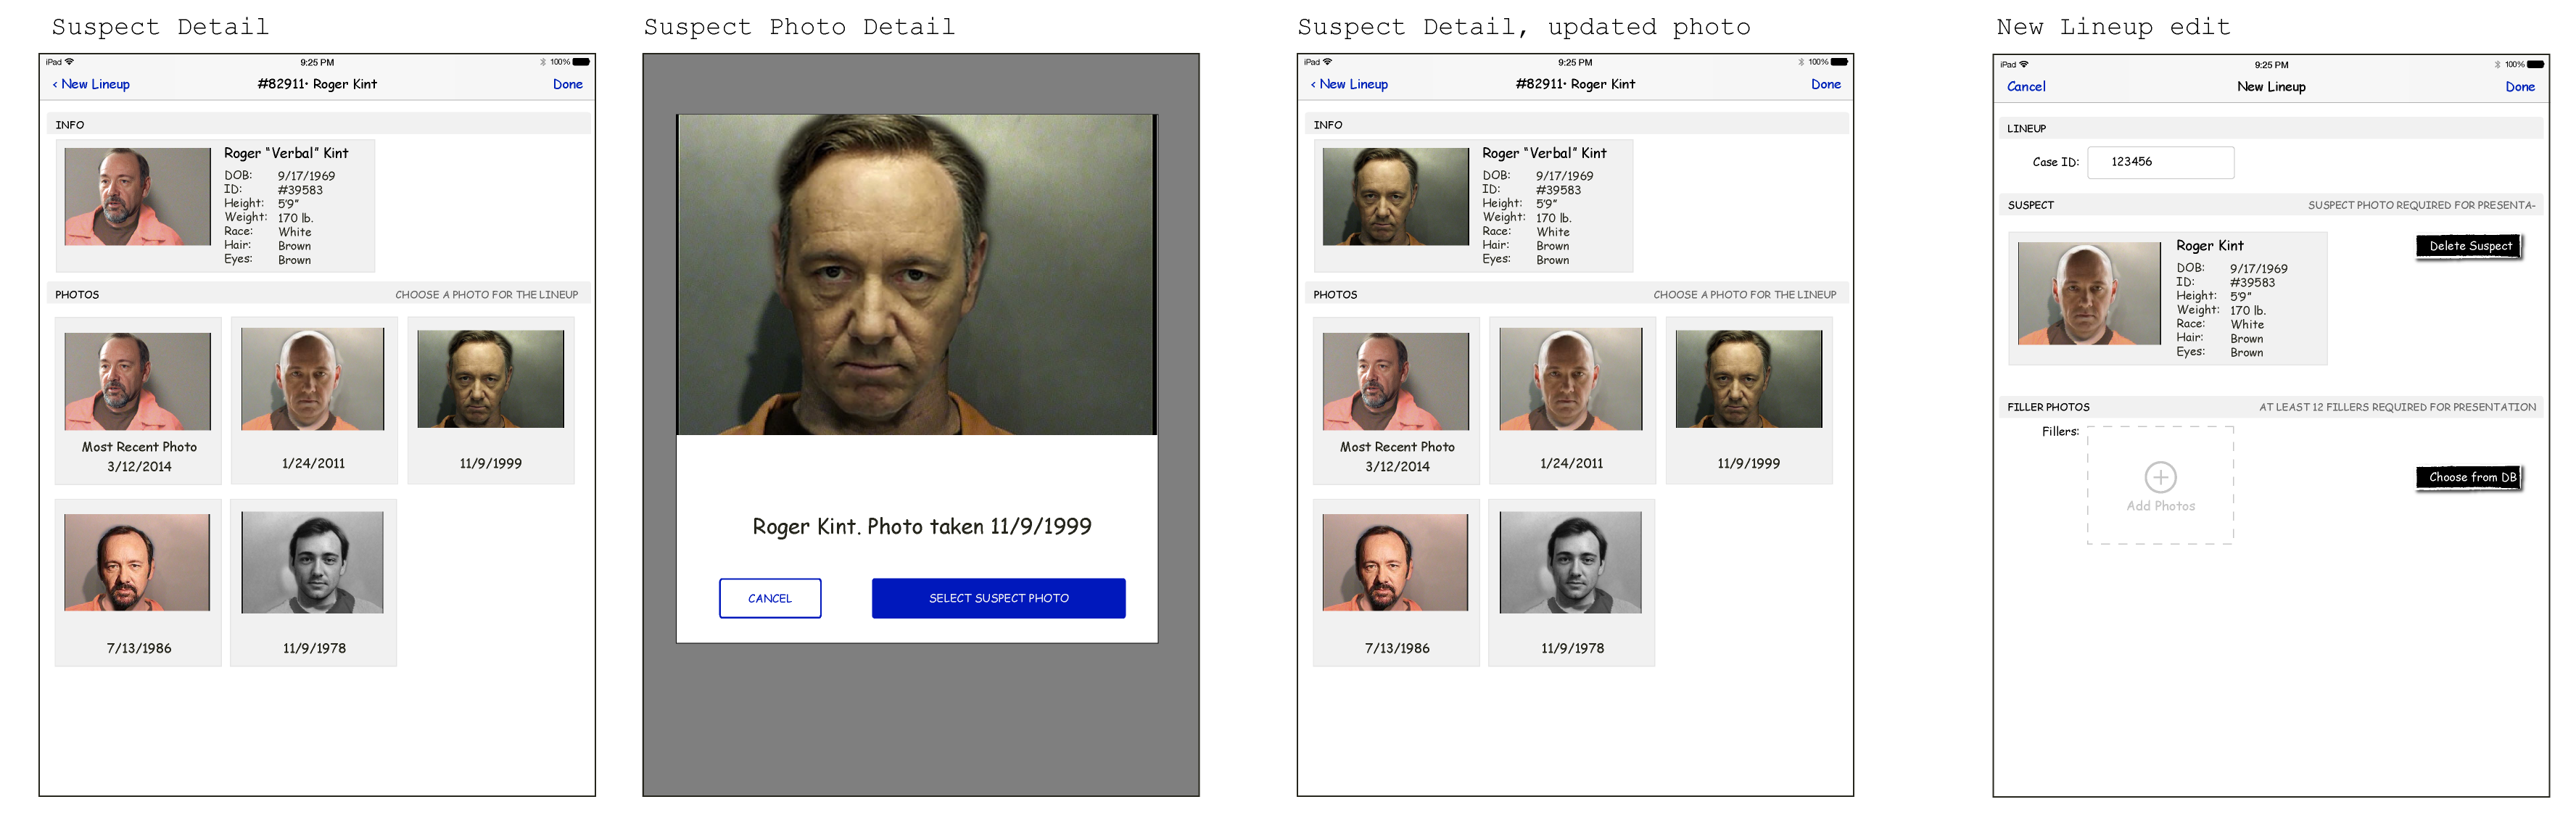 Suspect Detail
iPad
9:25 PM
100%
‹ New Lineup
#82911• Roger Kint
Done
INFO
Roger “Verbal” Kint
DOB: 9/17/1969
ID: #39583
Height: 5'9"
Weight: 170 lb.
Race: White
Hair: Brown
Eyes: Brown
PHOTOS
CHOOSE A PHOTO FOR THE LINEUP
Most Recent Photo
3/12/2014
1/24/2011
11/9/1999
7/13/1986
11/9/1978
Suspect Photo Detail
Roger Kint. Photo taken 11/9/1999
CANCEL
SELECT SUSPECT PHOTO
Suspect Detail, updated photo
iPad
9:25 PM
100%
‹ New Lineup
#82911• Roger Kint
Done
INFO
Roger “Verbal” Kint
DOB: 9/17/1969
ID: #39583
Height: 5'9"
Weight: 170 lb.
Race: White
Hair: Brown
Eyes: Brown
PHOTOS
CHOOSE A PHOTO FOR THE LINEUP
Most Recent Photo
3/12/2014
1/24/2011
11/9/1999
7/13/1986
11/9/1978
New Lineup edit
iPad
9:25 PM
100%
Cancel
New Lineup
Done
LINEUP
Case ID: 123456
SUSPECT
SUSPECT PHOTO REQUIRED FOR PRESENTA-
Roger Kint
DOB: 9/17/1969
ID: #39583
Height: 5'9"
Weight: 170 lb.
Race: White
Hair: Brown
Eyes: Brown
Delete Suspect
FILLER PHOTOS
AT LEAST 12 FILLERS REQUIRED FOR PRESENTATION
Fillers:
Add Photos
Choose from DB